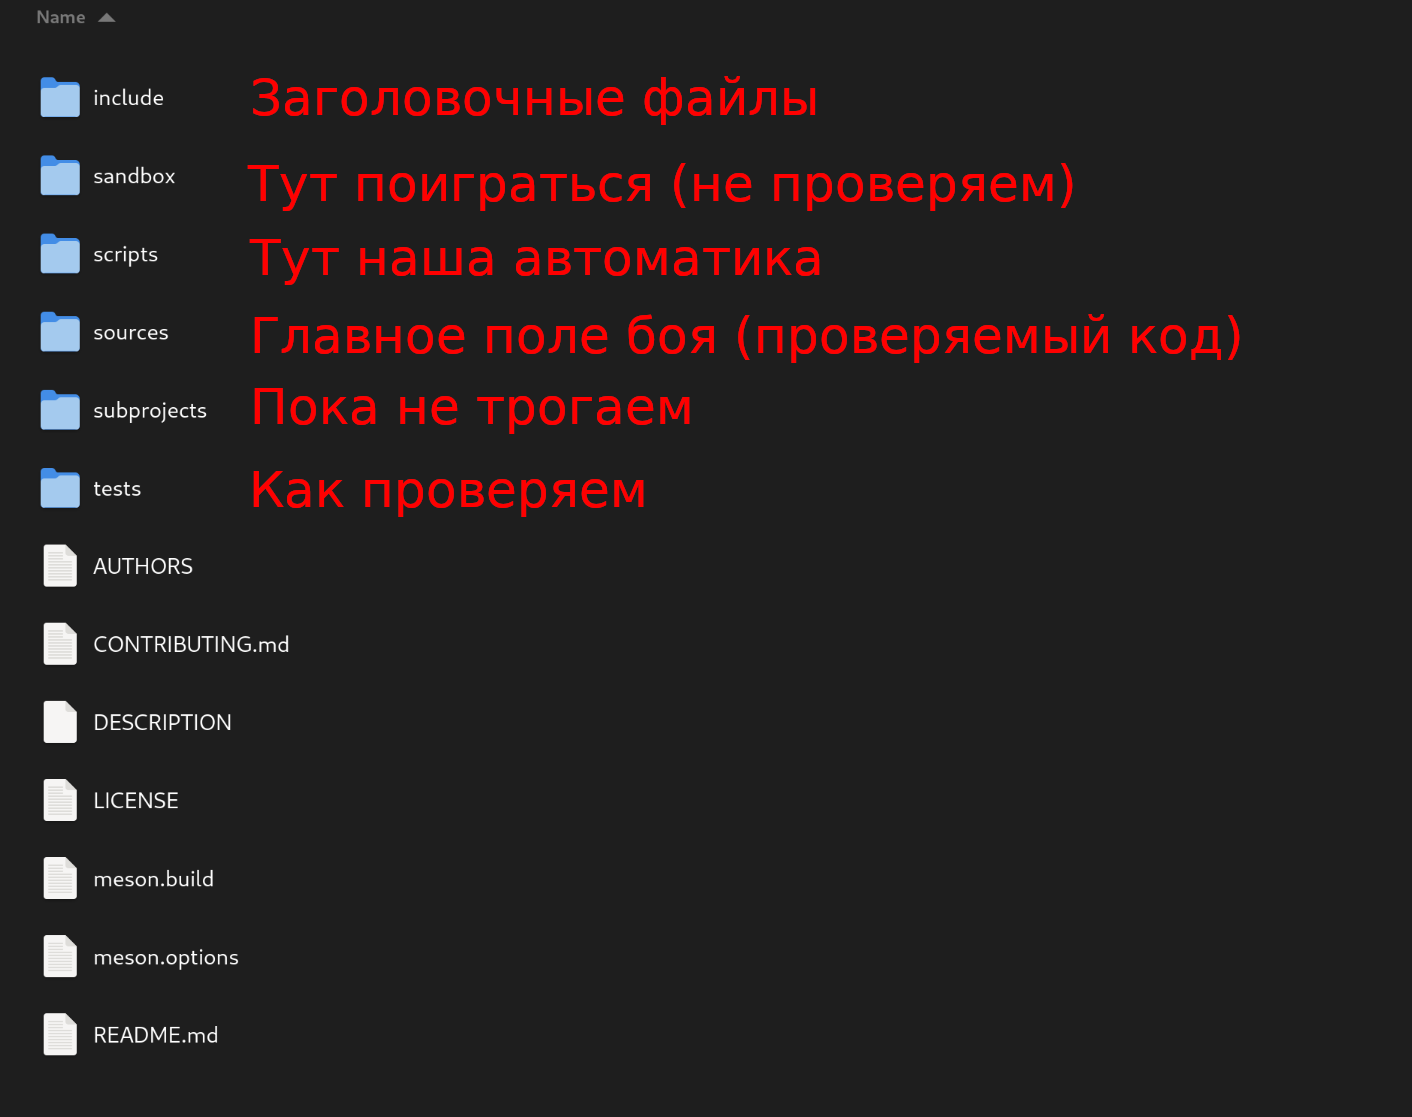 Name
include Заголовочные файлы
sandbox Тут поиграться (не проверяем)
scripts Тут наша автоматика
sources Главное поле боя (проверяемый код)
subprojects Пока не трогаем
tests Как проверяем
AUTHORS
CONTRIBUTING.md
DESCRIPTION
LICENSE
meson.build
meson.options
README.md